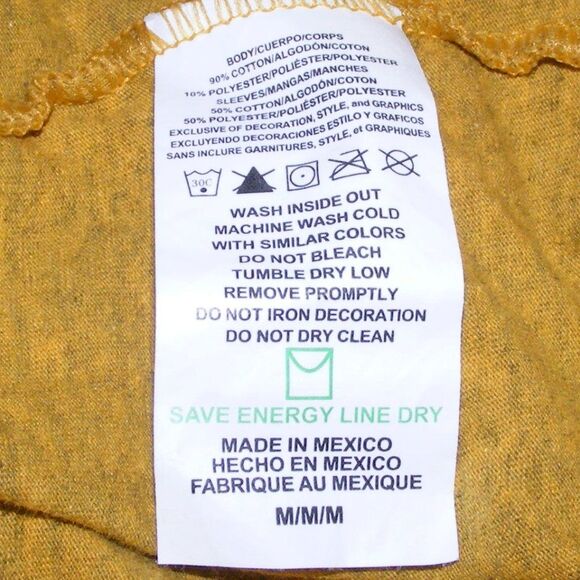 BODY/CUERPO/CORPS
90% COTTON/ALGODÓN/COTON
10% POLYESTER/POLIÉSTER/POLYESTER
SLEEVES/MANGAS/MANCHES
50% COTTON/ALGODÓN/COTON
50% POLYESTER/POLIÉSTER/POLYESTER
EXCLUSIVE OF DECORATION, STYLE, and GRAPHICS
EXCLUYENDO DECORACIONES ESTILO Y GRAFICOS
SANS INCLURE GARNITURES, STYLE, et GRAPHIQUES
30C
WASH INSIDE OUT
MACHINE WASH COLD
WITH SIMILAR COLORS
DO NOT BLEACH
TUMBLE DRY LOW
REMOVE PROMPTLY
DO NOT IRON DECORATION
DO NOT DRY CLEAN
SAVE ENERGY LINE DRY
MADE IN MEXICO
HECHO EN MEXICO
FABRIQUE AU MEXIQUE
M/M/M